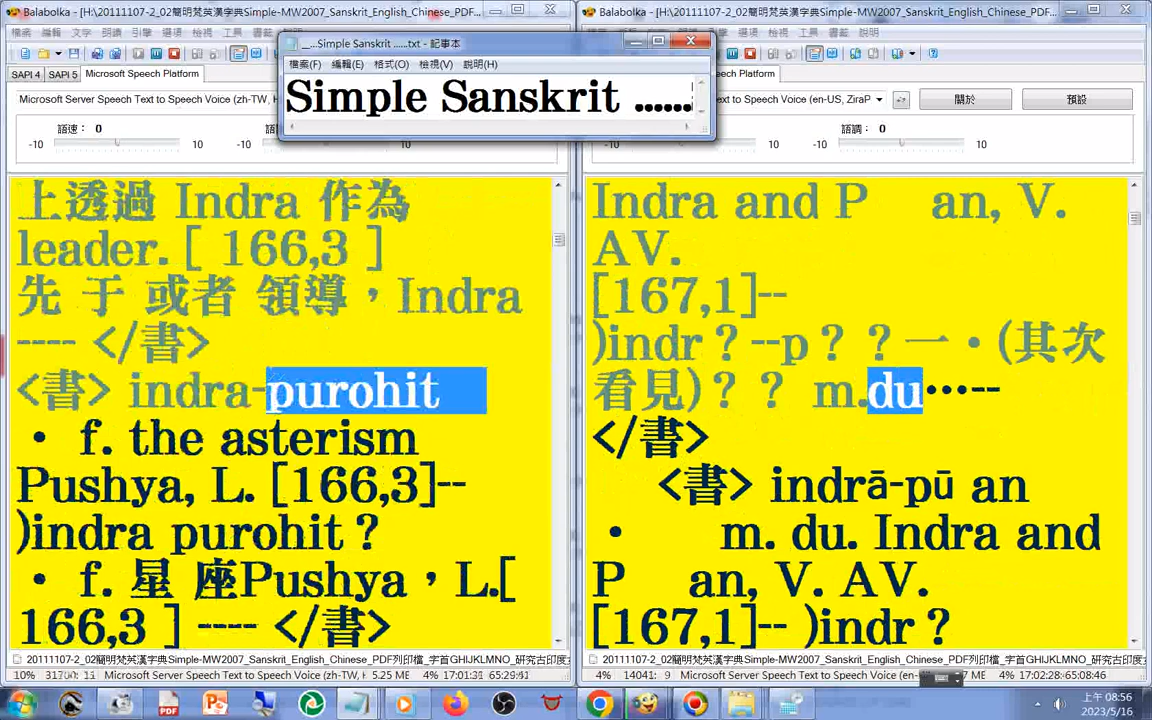 Balabolka - [H:\20111107-2_02簡明梵英漢字典Simple-MW2007_Sanskrit_English_Chinese_PDF...
Balabolka - [H:\20111107-2_02簡明梵英漢字典Simple-MW2007_Sanskrit_English_Chinese_PDF...
__...Simple Sanskrit ......txt - 記事本
檔案(F) 編輯(E) 格式(O) 檢視(V) 說明(H)
Simple Sanskrit ......
SAPI 4 SAPI 5 Microsoft Speech Platform
Microsoft Server Speech Text to Speech Voice (zh-TW, H
xt to Speech Voice (en-US, ZiraP
關於 預設
語速： 0
-10 10
語調： 0
-10 10
上透過 Indra 作為
leader. [ 166,3 ]
先 于 或者 領導，Indra
---- </書>
<書> indra-purohit
• f. the asterism
Pushya, L. [166,3]--
)indra purohit？
• f. 星 座Pushya，L.[
166,3 ] ---- </書>
Indra and P an, V.
AV.
[167,1]--
)indr？--p？？一•(其次
看見)？？ m.du…--
</書>
<書> indrā-pū an
• m. du. Indra and
P an, V. AV.
[167,1]-- )indr？
20111107-2_02簡明梵英漢字典Simple-MW2007_Sanskrit_English_Chinese_PDF列印檔_字首GHIJKLMNO_研究古印度
20111107-2_02簡明梵英漢字典Simple-MW2007_Sanskrit_English_Chinese_PDF列印檔_字首GHIJKLMNO_研究古印度
10% Microsoft Server Speech Text to Speech Voice (zh-TW, 5.25 ME 17:01:31
4% 14041: 9 Microsoft Server Speech Text to Speech Voice (en-US, 4% 17:02:28-65:08:46
上午 08:56
2023/5/16